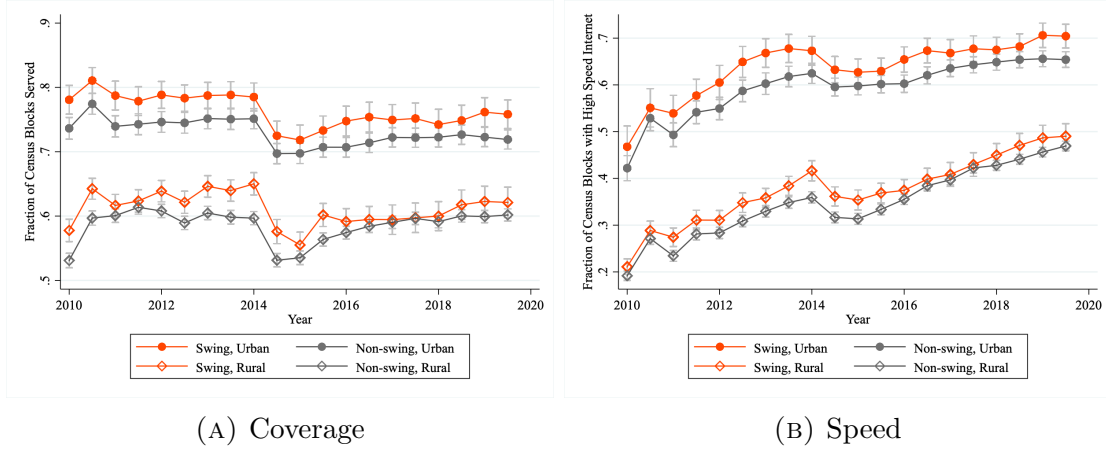 Fraction of Census Blocks Served
.9
.8
.7
.6
.5
2010 2012 2014 2016 2018 2020
Year
Swing, Urban Non-swing, Urban
Swing, Rural Non-swing, Rural
(A) Coverage
Fraction of Census Blocks with High Speed Internet
.7
.6
.5
.4
.3
.2
2010 2012 2014 2016 2018 2020
Year
Swing, Urban Non-swing, Urban
Swing, Rural Non-swing, Rural
(B) Speed